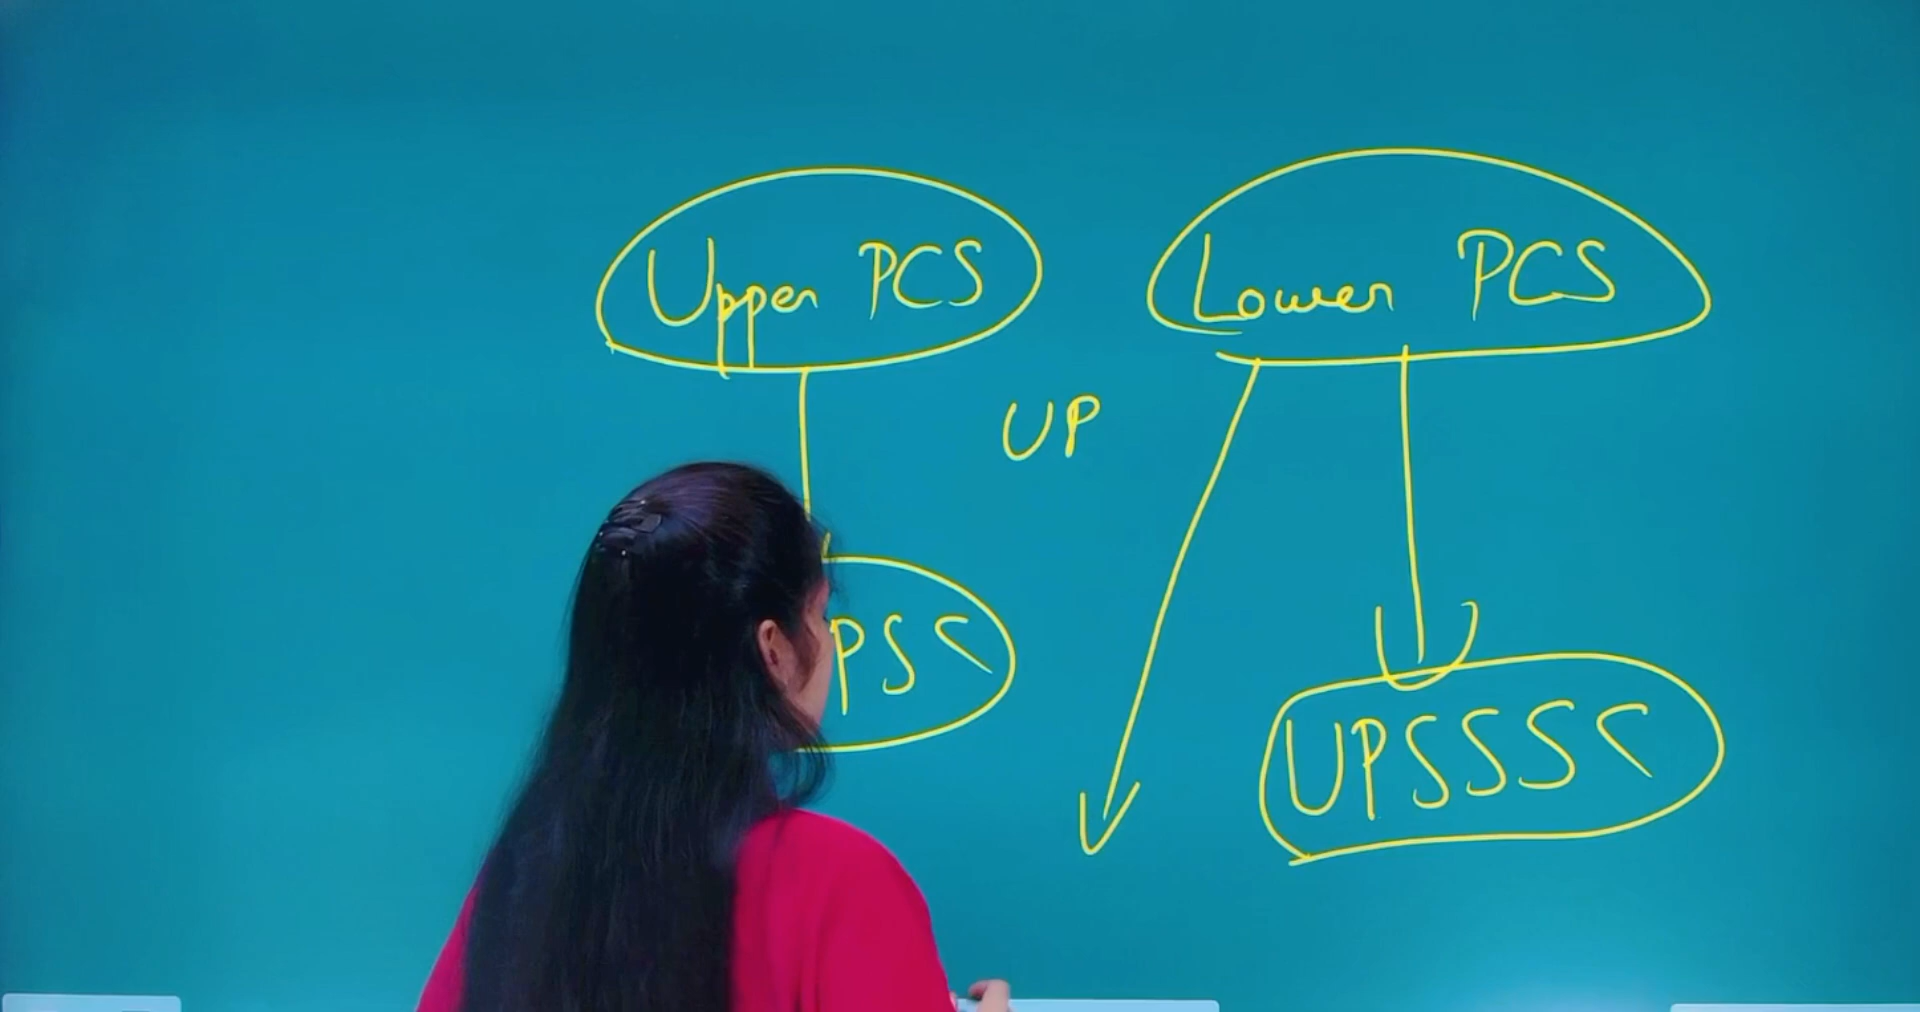 Upper PCS
Lower PCS
UP
PSC
UPSSSC